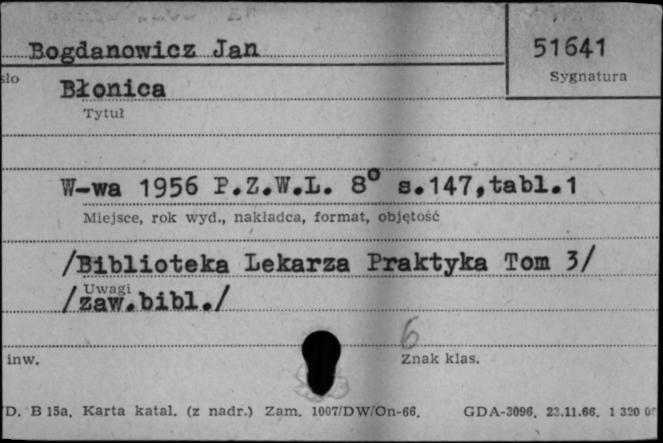 Bogdanowicz Jan
51641
sło
Sygnatura
Błonica
Tytuł
W-wa 1956 P.Z.W.L. 8° s.147,tabl.1
Miejsce, rok wyd., nakładca, format, objętość
/Biblioteka Lekarza Praktyka Tom 3/
Uwagi
/zaw.bibl./
6
inw.
Znak klas.
D. B 15a, Karta katal. (z nadr.) Zam. 1007/DW/On-66. GDA-3096. 23.11.66. 1 320